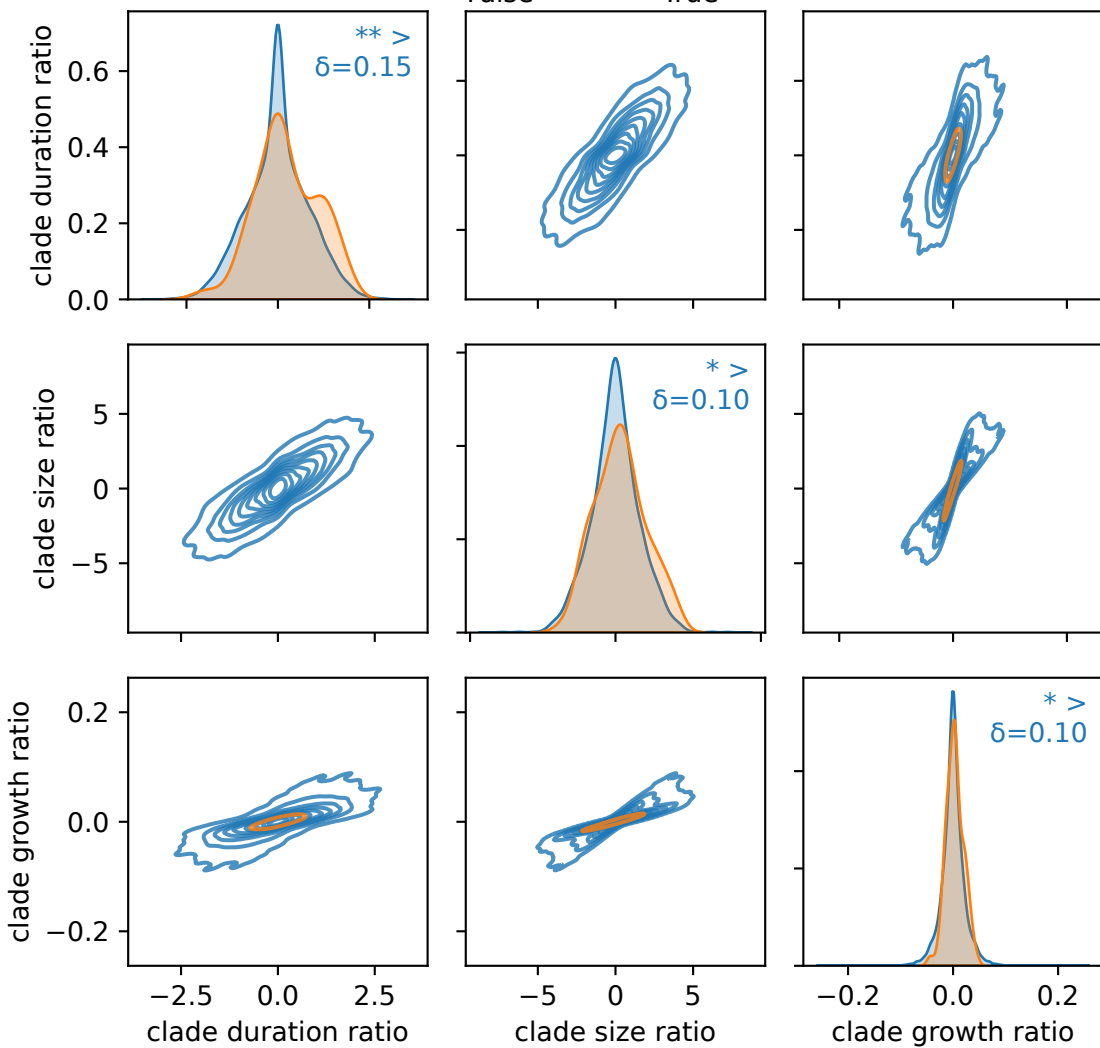 True
clade duration ratio
0.6
0.4
0.2
0.0
** >
δ=0.15
clade size ratio
5
0
−5
* >
δ=0.10
clade growth ratio
0.2
0.0
−0.2
* >
δ=0.10
−2.5 0.0 2.5
−5 0 5
−0.2 0.0 0.2
clade duration ratio
clade size ratio
clade growth ratio